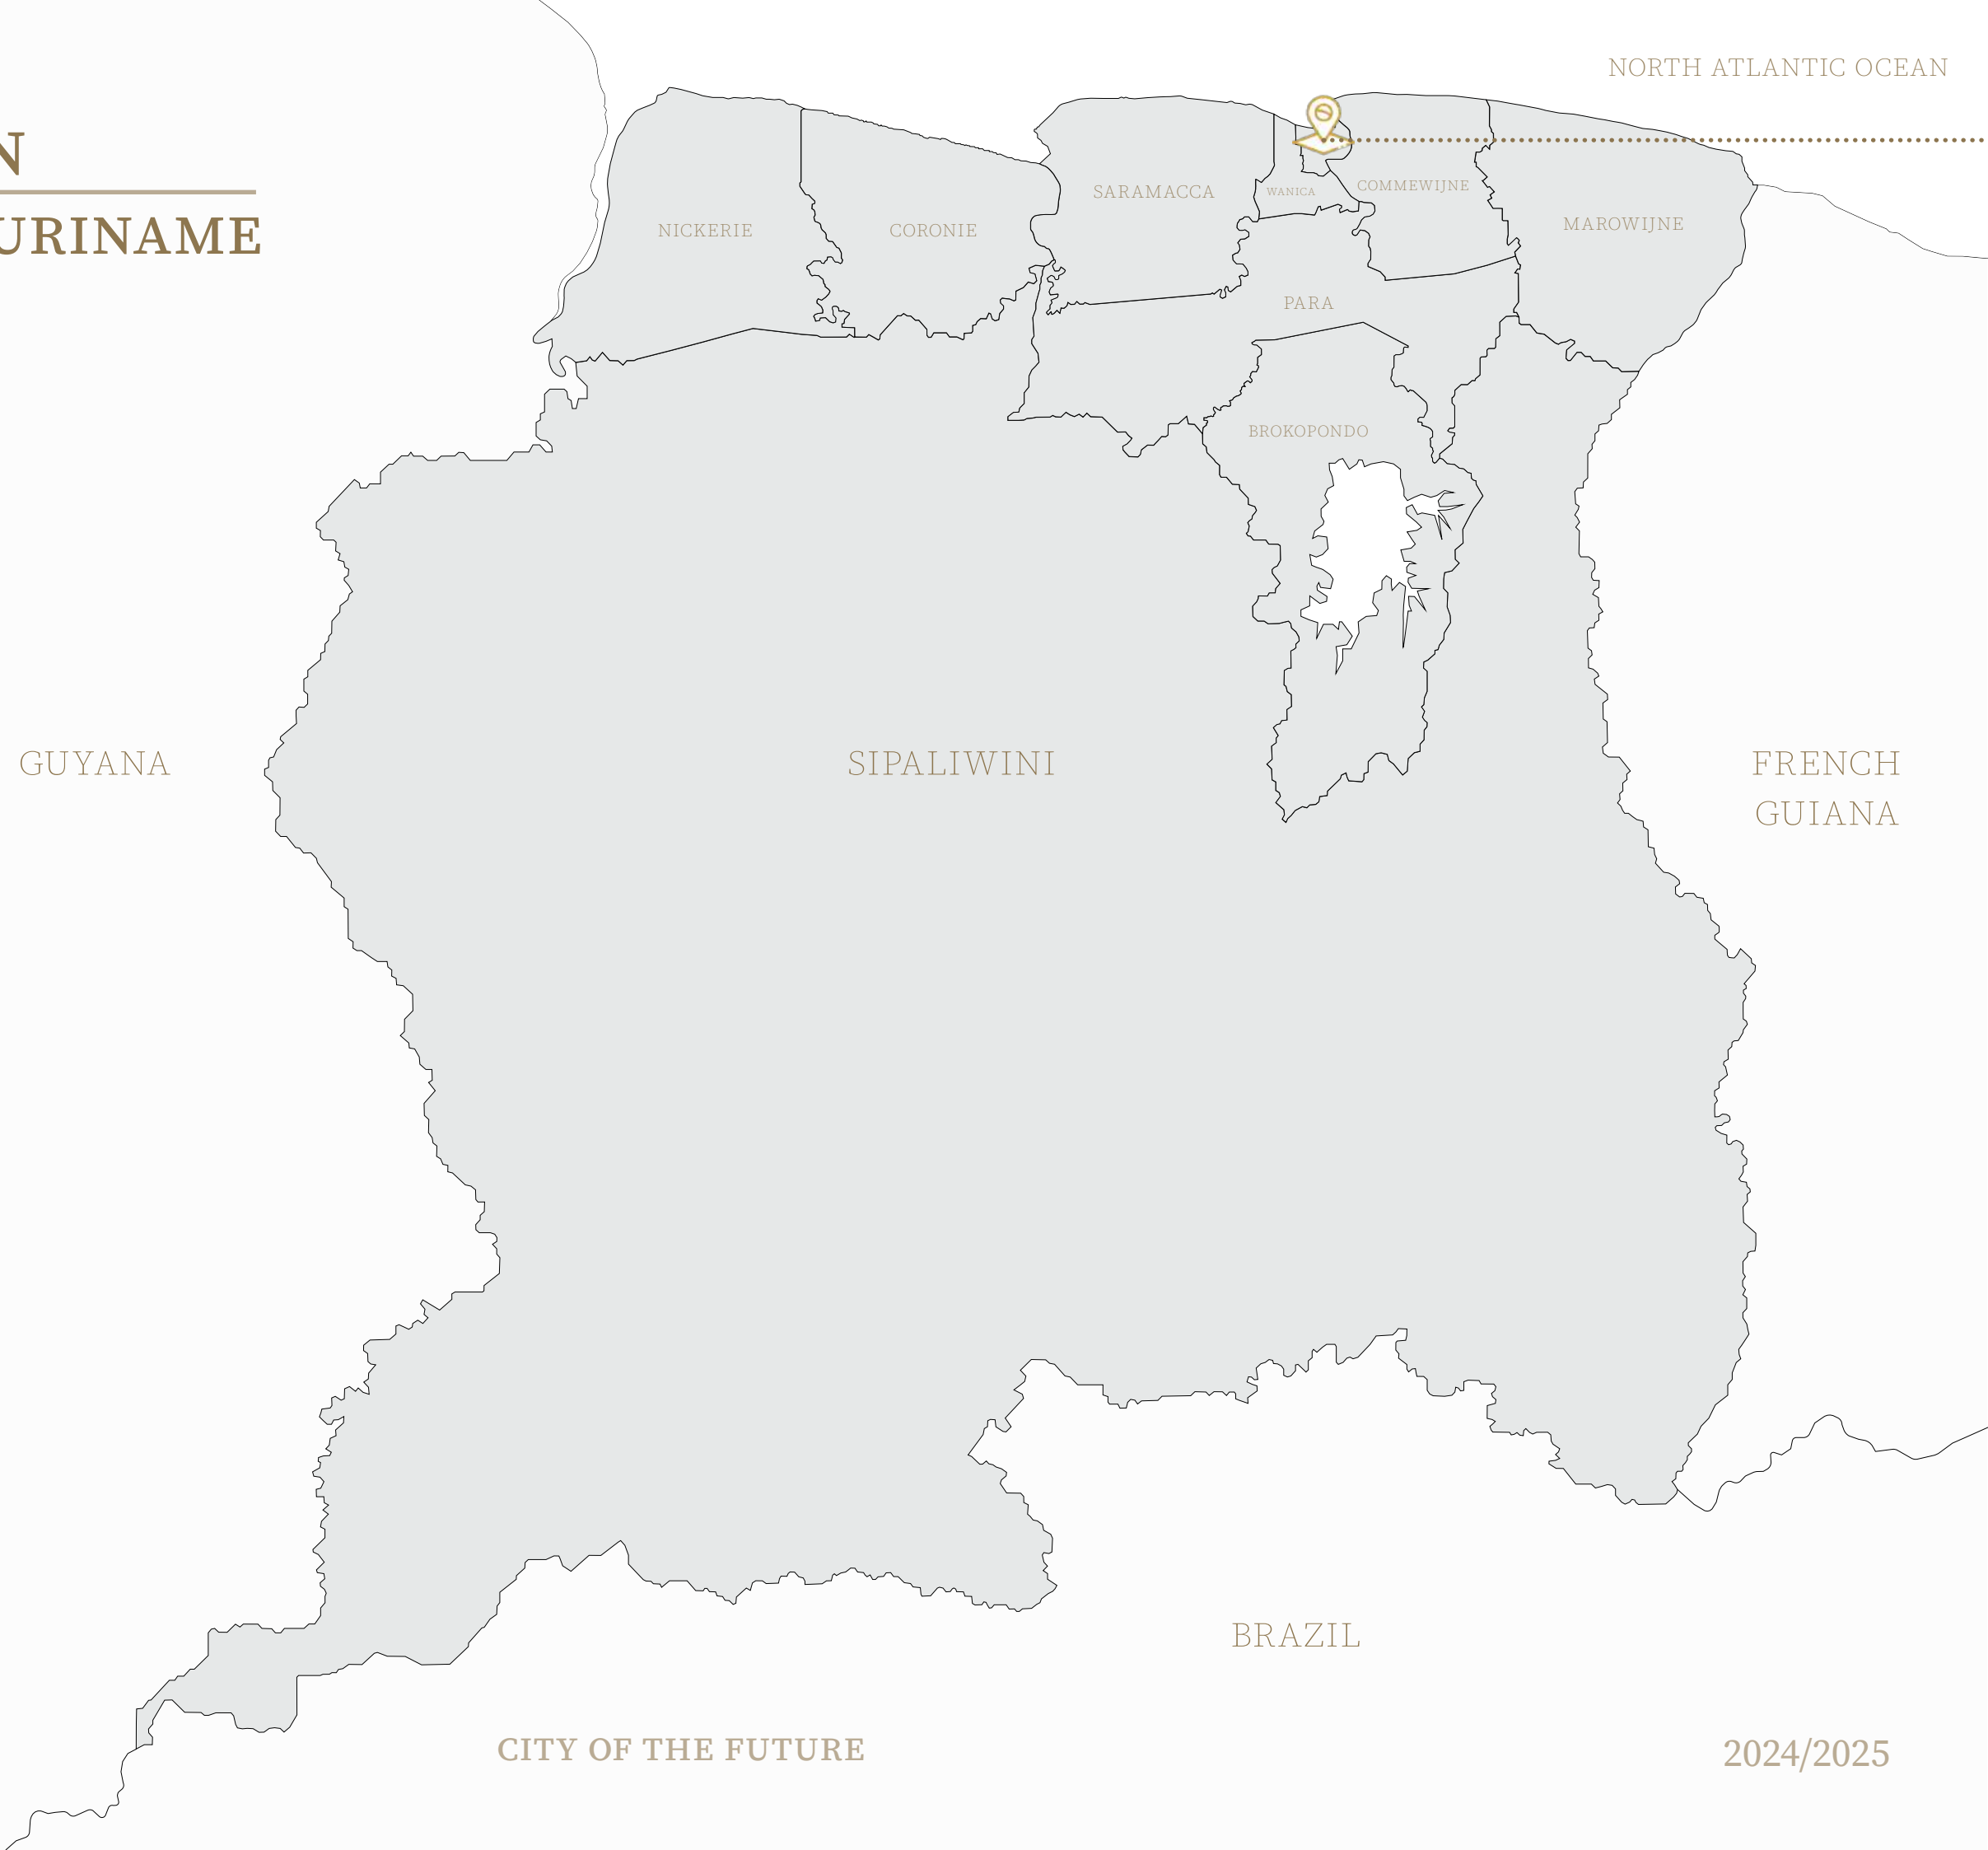 NORTH ATLANTIC OCEAN
N
URINAME
NICKERIE
CORONIE
SARAMACCA
WANICA
COMMEWIJNE
MAROWIJNE
PARA
BROKOPONDO
GUYANA
SIPALIWINI
FRENCH
GUIANA
BRAZIL
CITY OF THE FUTURE
2024/2025